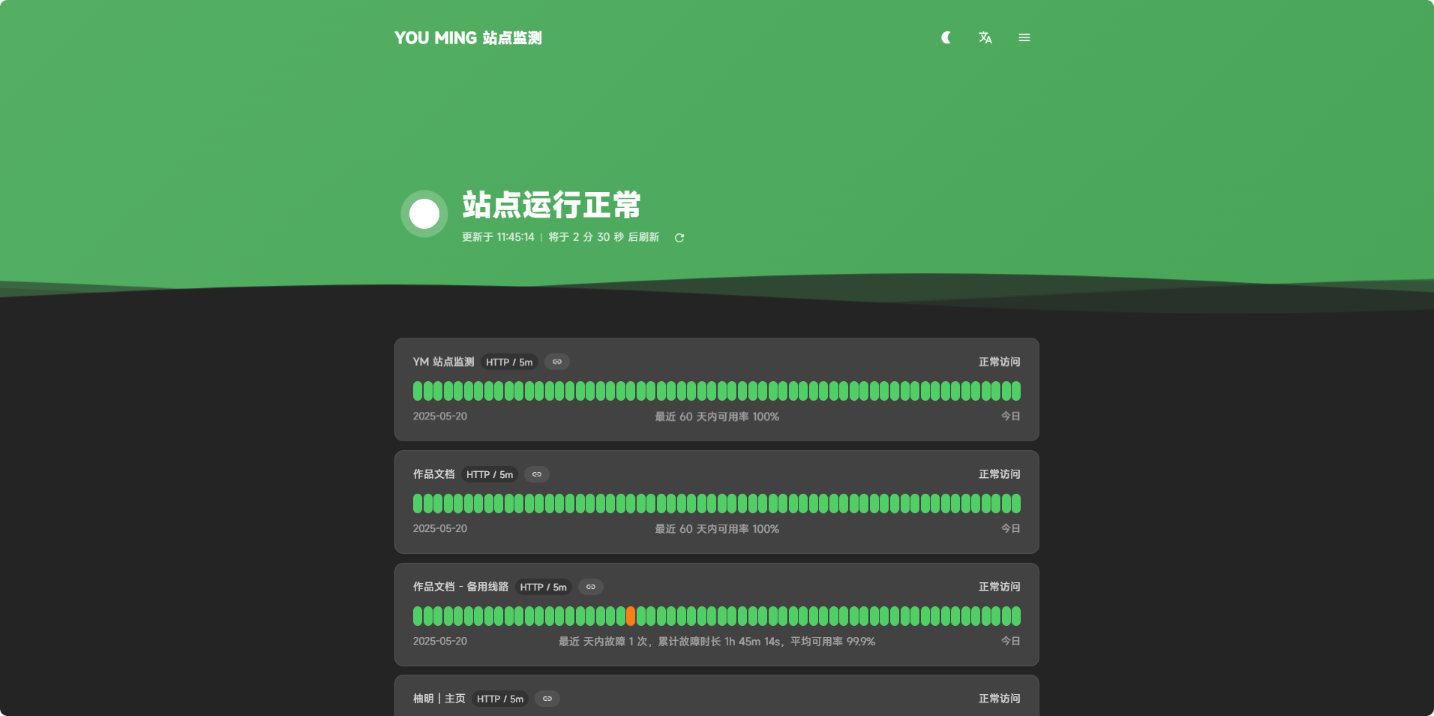 YOU MING 站点监测
站点运行正常
更新于 11:45:14 | 将于 2 分 30 秒 后刷新
YM 站点监测 HTTP / 5m 正常访问
2025-05-20 最近 60 天内可用率 100% 今日
作品文档 HTTP / 5m 正常访问
2025-05-20 最近 60 天内可用率 100% 今日
作品文档 - 备用线路 HTTP / 5m 正常访问
2025-05-20 最近 天内故障 1 次，累计故障时长 1h 45m 14s，平均可用率 99.9% 今日
柚明 | 主页 HTTP / 5m 正常访问